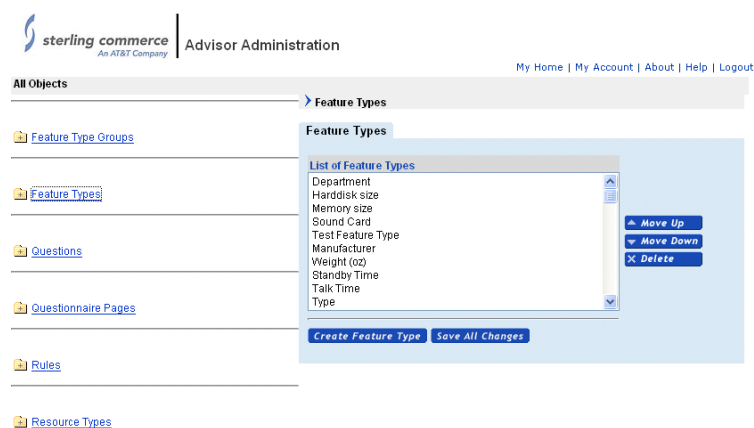 sterling commerce
An AT&T Company
Advisor Administration
My Home | My Account | About | Help | Logout
All Objects
Feature Type Groups
Feature Types
Questions
Questionnaire Pages
Rules
Resource Types
Feature Types
Feature Types
List of Feature Types
Department
Harddisk size
Memory size
Sound Card
Test Feature Type
Manufacturer
Weight (oz)
Standby Time
Talk Time
Type
Move Up
Move Down
Delete
Create Feature Type
Save All Changes